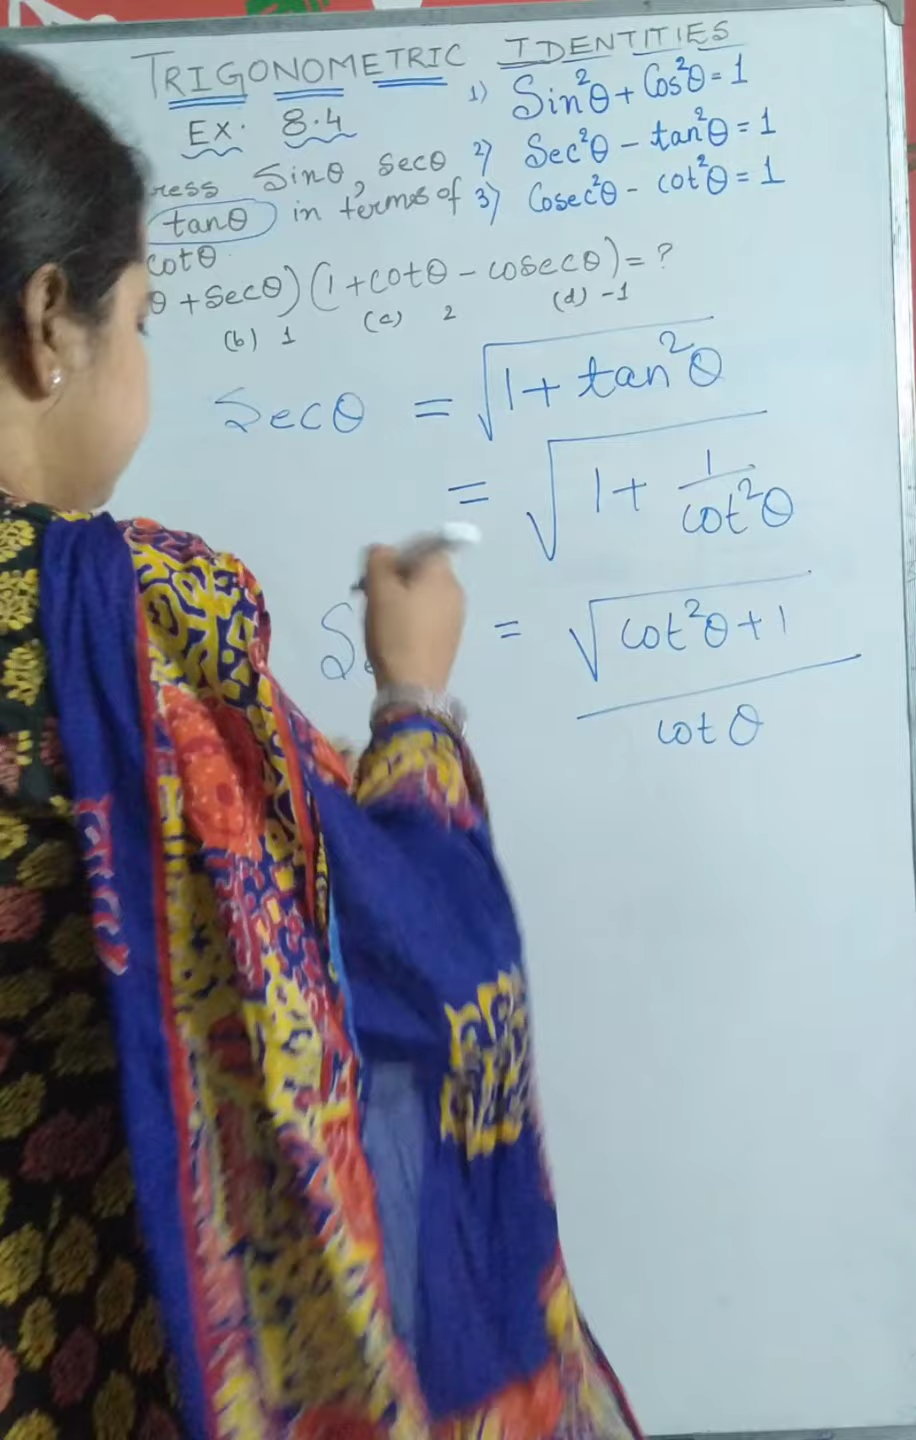 TRIGONOMETRIC IDENTITIES
Ex. 8.4
1) Sin²θ + Cos²θ = 1
2) Sec²θ - tan²θ = 1
3) Cosec²θ - cot²θ = 1
ress Sinθ, secθ
tanθ in terms of
cotθ
θ + secθ) (1 + cotθ - cosecθ) = ?
(b) 1 (c) 2 (d) -1
Secθ = √(1 + tan²θ)
= √(1 + 1/cot²θ)
= √(cot²θ + 1)/cotθ